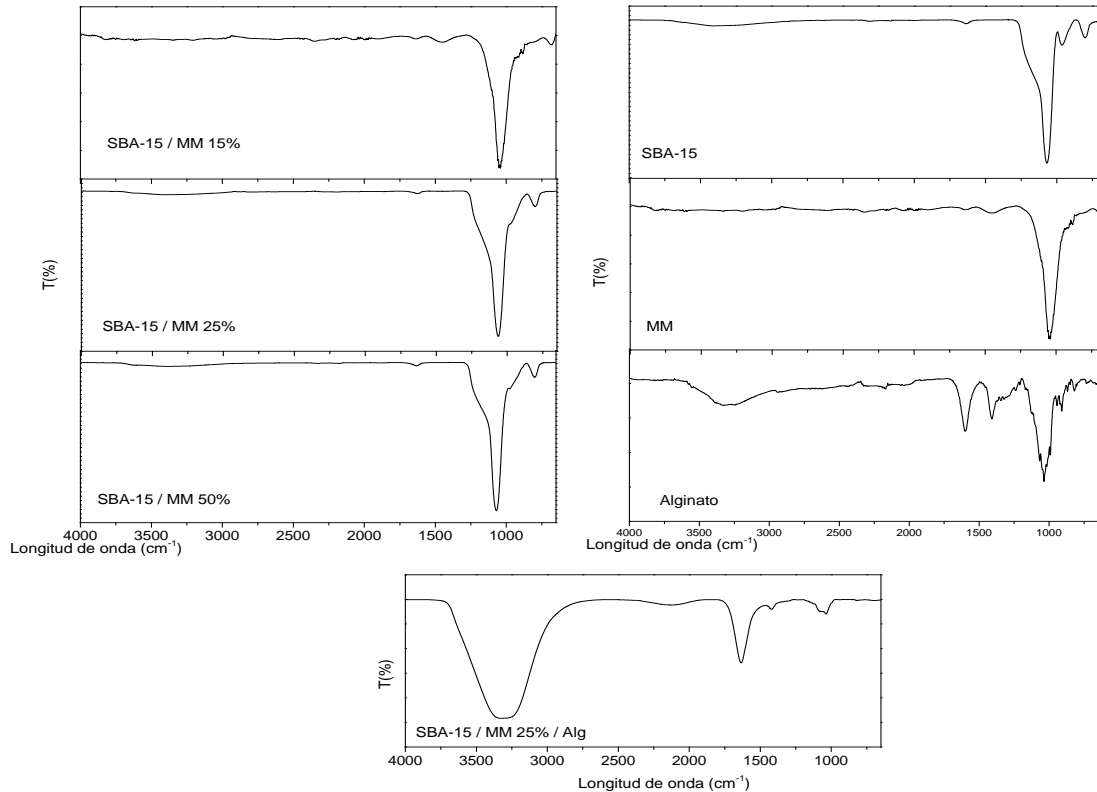 SBA-15 / MM 15%
T(%)
SBA-15 / MM 25%
SBA-15 / MM 50%
4000 3500 3000 2500 2000 1500 1000
Longitud de onda (cm-1)
SBA-15
T(%)
MM
Alginato
4000 3500 3000 2500 2000 1500 1000
Longitud de onda (cm-1)
T(%)
SBA-15 / MM 25% / Alg
4000 3500 3000 2500 2000 1500 1000
Longitud de onda (cm-1)